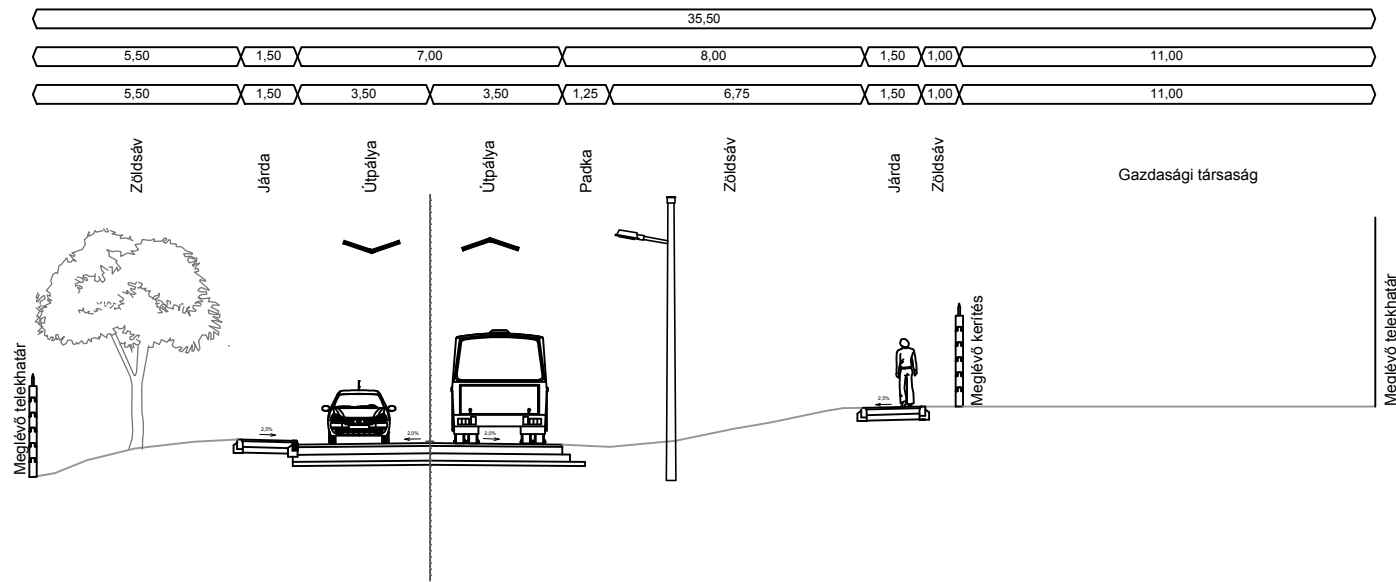 35,50
5,50 1,50 7,00 8,00 1,50 1,00 11,00
5,50 1,50 3,50 3,50 1,25 6,75 1,50 1,00 11,00
Zöldsáv
Járda
Útpálya
Útpálya
Padka
Zöldsáv
Járda
Zöldsáv
Gazdasági társaság
Meglévő telekhatár
2,5%
2,0%
2,0%
2,5%
Meglévő kerítés
Meglévő telekhatár